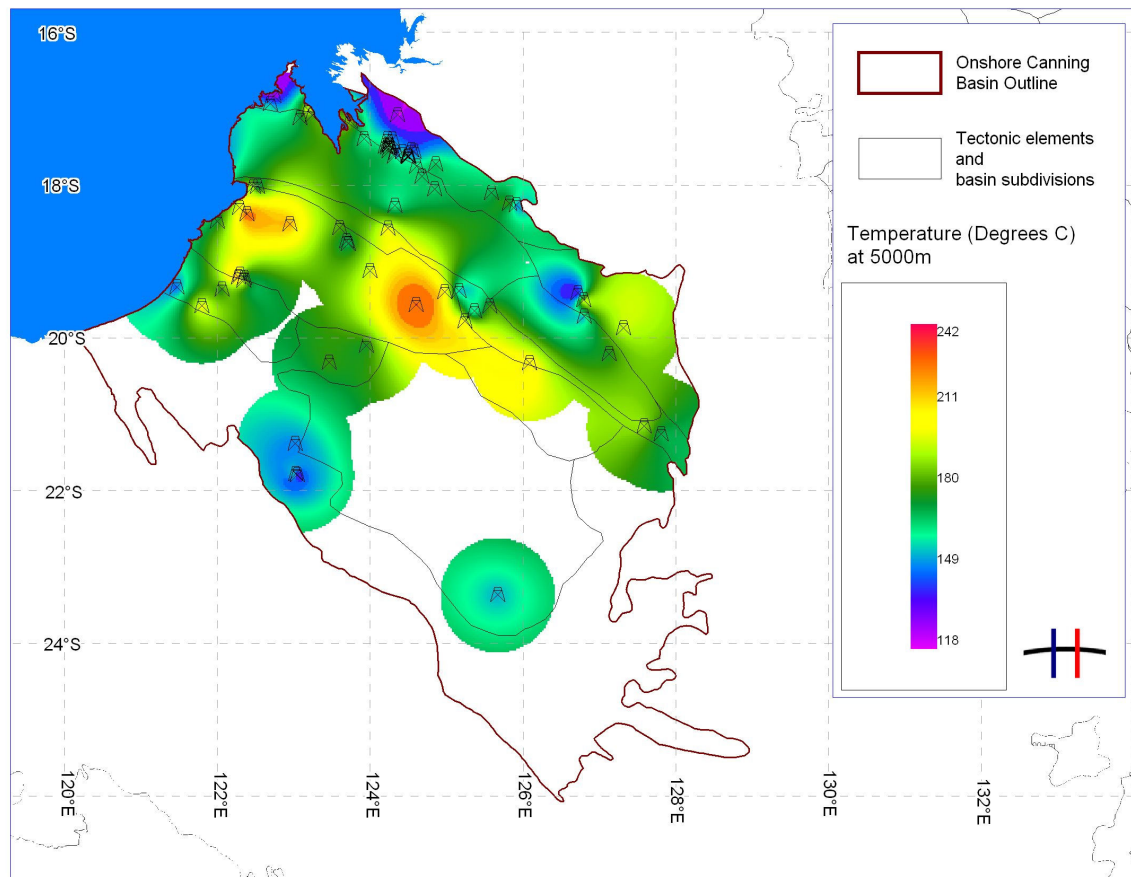 16°S
18°S
20°S
22°S
24°S
120°E
122°E
124°E
126°E
128°E
130°E
132°E
Onshore Canning
Basin Outline
Tectonic elements
and
basin subdivisions
Temperature (Degrees C)
at 5000m
242
211
180
149
118